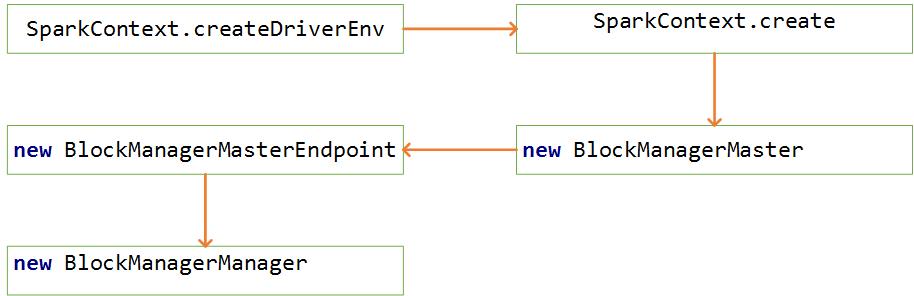 SparkContext.createDriverEnv
SparkContext.create
new BlockManagerMaster
new BlockManagerMasterEndpoint
new BlockManagerManager